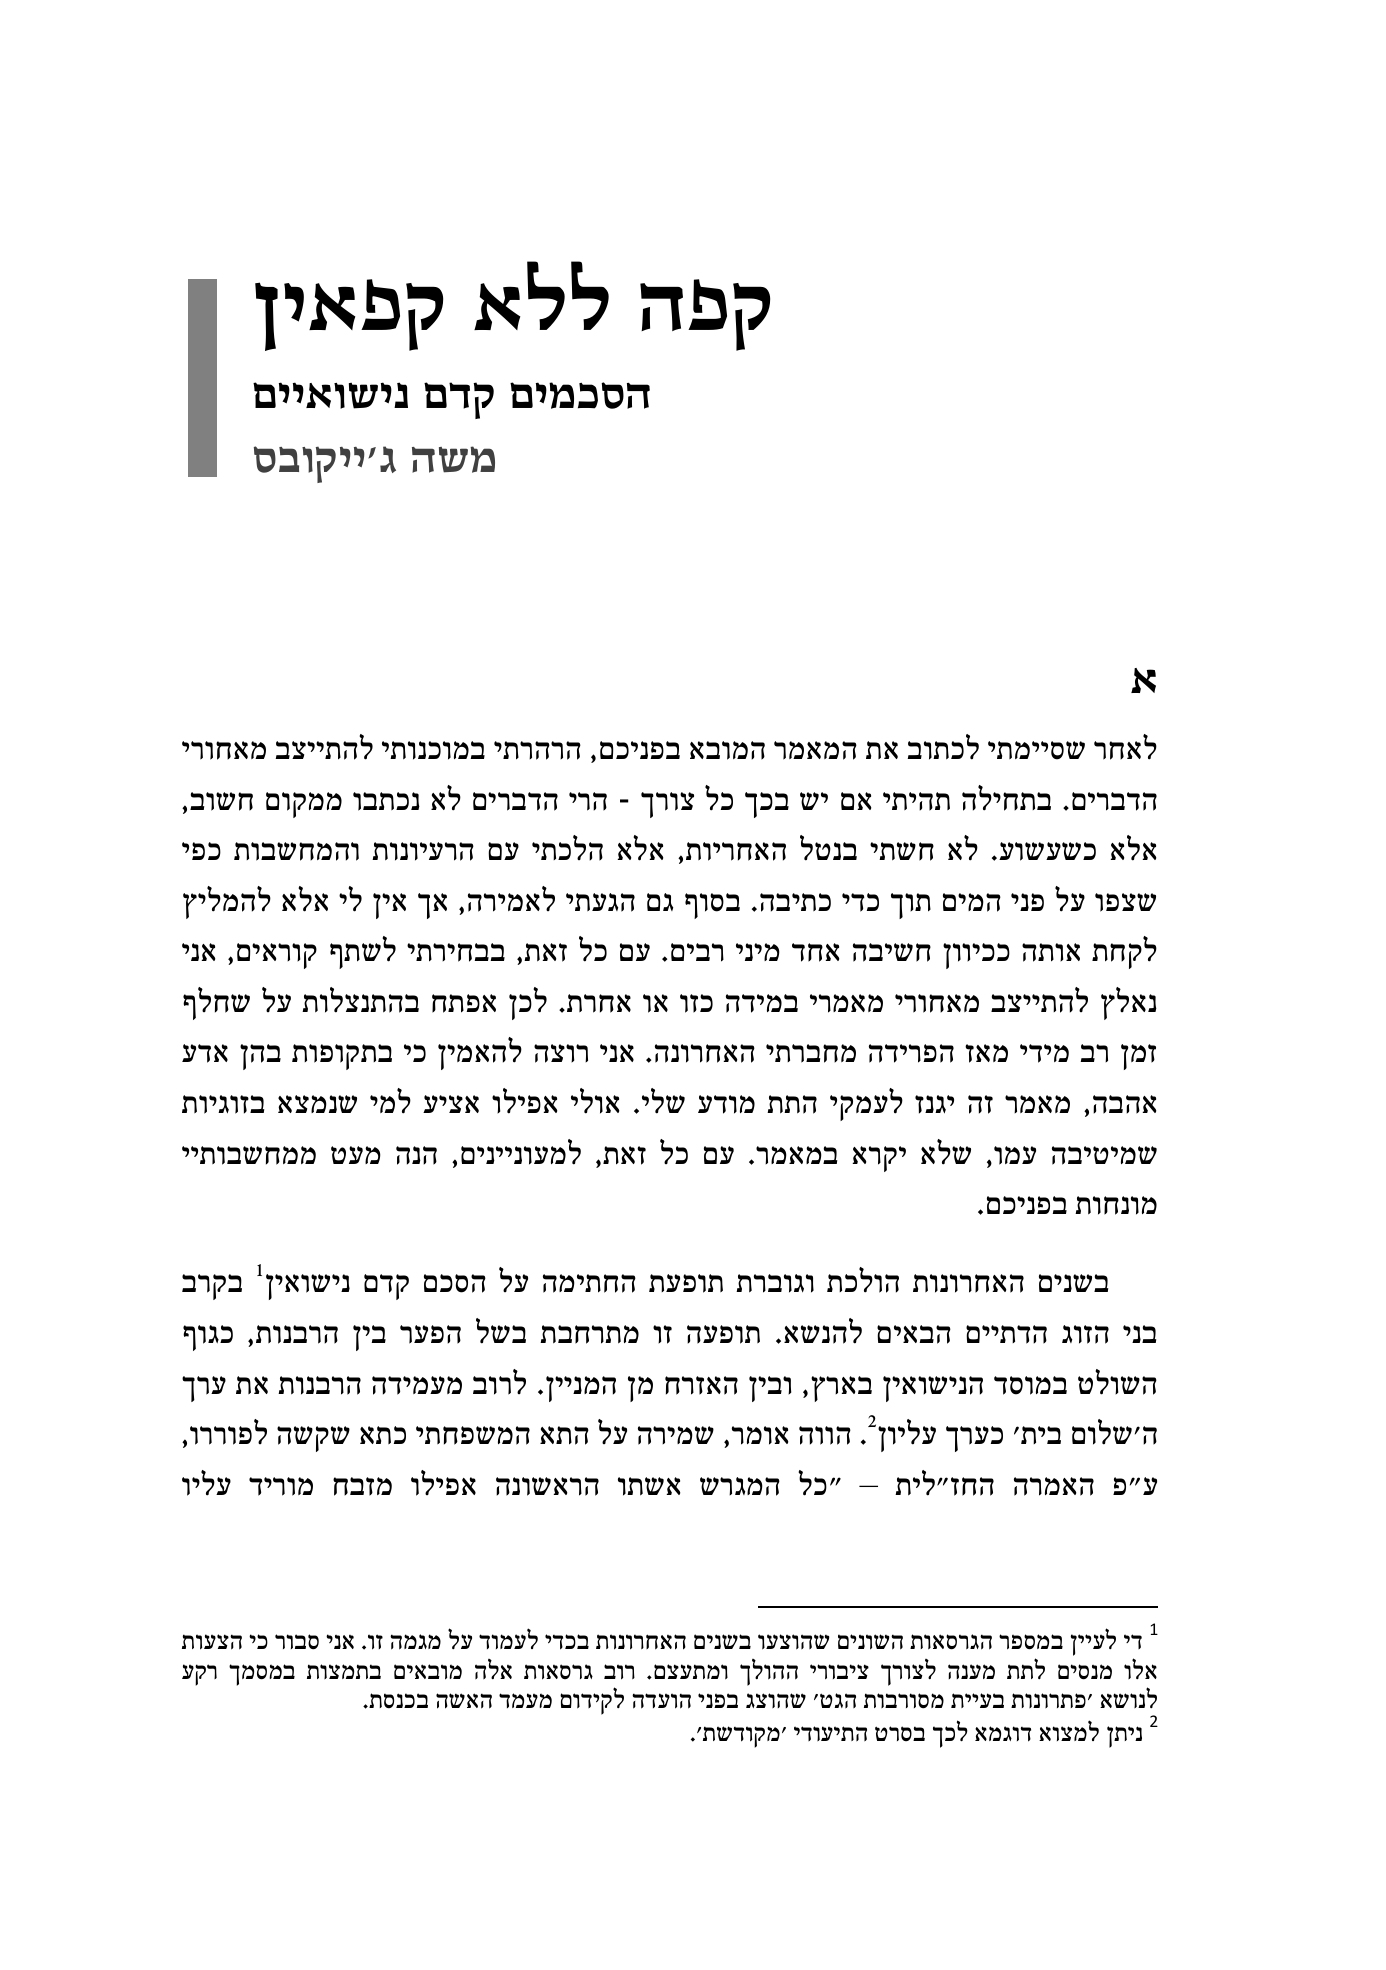 קפה ללא קפאין
הסכמים קדם נישואיים
משה ג'ייקובס
א
לאחר שסיימתי לכתוב את המאמר המובא בפניכם, הרהרתי במוכנותי להתייצב מאחורי
הדברים. בתחילה תהיתי אם יש בכך כל צורך - הרי הדברים לא נכתבו ממקום חשוב,
אלא כשעשוע. לא חשתי בנטל האחריות, אלא הלכתי עם הרעיונות והמחשבות כפי
שצפו על פני המים תוך כדי כתיבה. בסוף גם הגעתי לאמירה, אך אין לי אלא להמליץ
לקחת אותה ככיוון חשיבה אחד מיני רבים. עם כל זאת, בבחירתי לשתף קוראים, אני
נאלץ להתייצב מאחורי מאמרי במידה כזו או אחרת. לכן אפתח בהתנצלות על שחלף
זמן רב מידי מאז הפרידה מחברתי האחרונה. אני רוצה להאמין כי בתקופות בהן אדע
אהבה, מאמר זה יגנז לעמקי התת מודע שלי. אולי אפילו אציע למי שנמצא בזוגיות
שמיטיבה עמו, שלא יקרא במאמר. עם כל זאת, למעוניינים, הנה מעט ממחשבותיי
מונחות בפניכם.
בשנים האחרונות הולכת וגוברת תופעת החתימה על הסכם קדם נישואין1 בקרב
בני הזוג הדתיים הבאים להנשא. תופעה זו מתרחבת בשל הפער בין הרבנות, כגוף
השולט במוסד הנישואין בארץ, ובין האזרח מן המניין. לרוב מעמידה הרבנות את ערך
ה'שלום בית' כערך עליון2. הווה אומר, שמירה על התא המשפחתי כתא שקשה לפוררו,
ע"פ האמרה החז"לית – "כל המגרש אשתו הראשונה אפילו מזבח מוריד עליו
1 די לעיין במספר הגרסאות השונים שהוצעו בשנים האחרונות בכדי לעמוד על מגמה זו. אני סבור כי הצעות
אלו מנסים לתת מענה לצורך ציבורי ההולך ומתעצם. רוב גרסאות אלה מובאים בתמצות במסמך רקע
לנושא 'פתרונות בעיית מסורבות הגט' שהוצג בפני הועדה לקידום מעמד האשה בכנסת.
2 ניתן למצוא דוגמא לכך בסרט התיעודי 'מקודשת'.